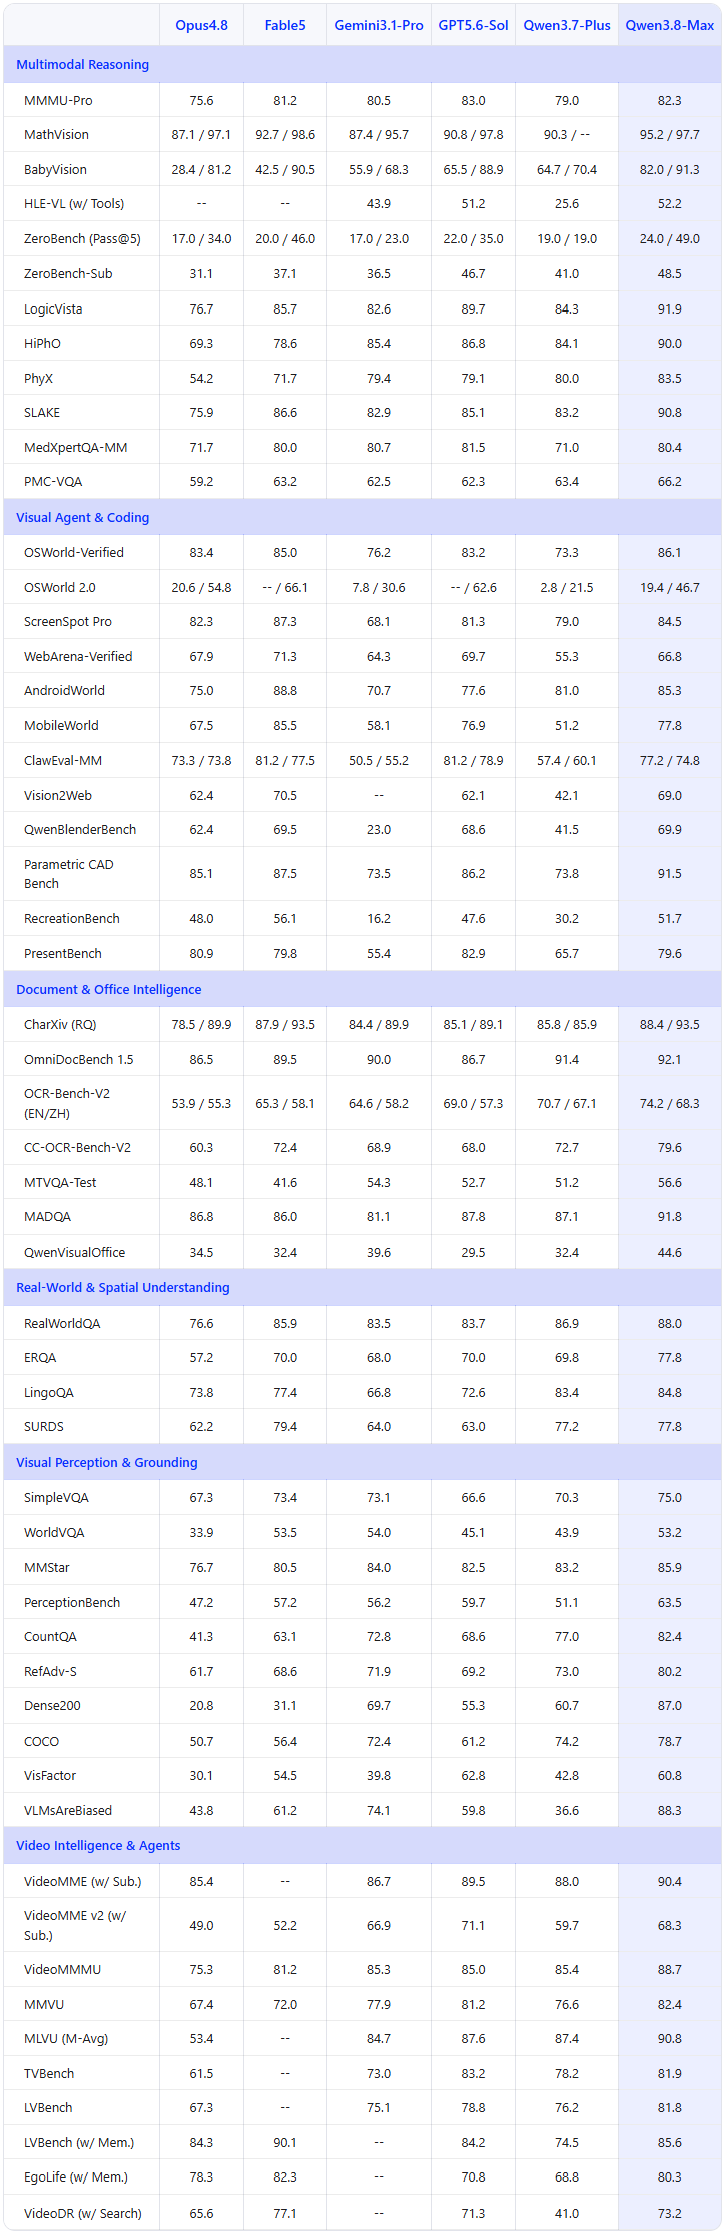 Opus4.8 Fable5 Gemini3.1-Pro GPT5.6-Sol Qwen3.7-Plus Qwen3.8-Max
Multimodal Reasoning
MMMU-Pro 75.6 81.2 80.5 83.0 79.0 82.3
MathVision 87.1 / 97.1 92.7 / 98.6 87.4 / 95.7 90.8 / 97.8 90.3 / -- 95.2 / 97.7
BabyVision 28.4 / 81.2 42.5 / 90.5 55.9 / 68.3 65.5 / 88.9 64.7 / 70.4 82.0 / 91.3
HLE-VL (w/ Tools) -- -- 43.9 51.2 25.6 52.2
ZeroBench (Pass@5) 17.0 / 34.0 20.0 / 46.0 17.0 / 23.0 22.0 / 35.0 19.0 / 19.0 24.0 / 49.0
ZeroBench-Sub 31.1 37.1 36.5 46.7 41.0 48.5
LogicVista 76.7 85.7 82.6 89.7 84.3 91.9
HiPhO 69.3 78.6 85.4 86.8 84.1 90.0
PhyX 54.2 71.7 79.4 79.1 80.0 83.5
SLAKE 75.9 86.6 82.9 85.1 83.2 90.8
MedXpertQA-MM 71.7 80.0 80.7 81.5 71.0 80.4
PMC-VQA 59.2 63.2 62.5 62.3 63.4 66.2
Visual Agent & Coding
OSWorld-Verified 83.4 85.0 76.2 83.2 73.3 86.1
OSWorld 2.0 20.6 / 54.8 -- / 66.1 7.8 / 30.6 -- / 62.6 2.8 / 21.5 19.4 / 46.7
ScreenSpot Pro 82.3 87.3 68.1 81.3 79.0 84.5
WebArena-Verified 67.9 71.3 64.3 69.7 55.3 66.8
AndroidWorld 75.0 88.8 70.7 77.6 81.0 85.3
MobileWorld 67.5 85.5 58.1 76.9 51.2 77.8
ClawEval-MM 73.3 / 73.8 81.2 / 77.5 50.5 / 55.2 81.2 / 78.9 57.4 / 60.1 77.2 / 74.8
Vision2Web 62.4 70.5 -- 62.1 42.1 69.0
QwenBlenderBench 62.4 69.5 23.0 68.6 41.5 69.9
Parametric CAD
Bench 85.1 87.5 73.5 86.2 73.8 91.5
RecreationBench 48.0 56.1 16.2 47.6 30.2 51.7
PresentBench 80.9 79.8 55.4 82.9 65.7 79.6
Document & Office Intelligence
CharXiv (RQ) 78.5 / 89.9 87.9 / 93.5 84.4 / 89.9 85.1 / 89.1 85.8 / 85.9 88.4 / 93.5
OmniDocBench 1.5 86.5 89.5 90.0 86.7 91.4 92.1
OCR-Bench-V2
(EN/ZH) 53.9 / 55.3 65.3 / 58.1 64.6 / 58.2 69.0 / 57.3 70.7 / 67.1 74.2 / 68.3
CC-OCR-Bench-V2 60.3 72.4 68.9 68.0 72.7 79.6
MTVQA-Test 48.1 41.6 54.3 52.7 51.2 56.6
MADQA 86.8 86.0 81.1 87.8 87.1 91.8
QwenVisualOffice 34.5 32.4 39.6 29.5 32.4 44.6
Real-World & Spatial Understanding
RealWorldQA 76.6 85.9 83.5 83.7 86.9 88.0
ERQA 57.2 70.0 68.0 70.0 69.8 77.8
LingoQA 73.8 77.4 66.8 72.6 83.4 84.8
SURDS 62.2 79.4 64.0 63.0 77.2 77.8
Visual Perception & Grounding
SimpleVQA 67.3 73.4 73.1 66.6 70.3 75.0
WorldVQA 33.9 53.5 54.0 45.1 43.9 53.2
MMStar 76.7 80.5 84.0 82.5 83.2 85.9
PerceptionBench 47.2 57.2 56.2 59.7 51.1 63.5
CountQA 41.3 63.1 72.8 68.6 77.0 82.4
RefAdv-S 61.7 68.6 71.9 69.2 73.0 80.2
Dense200 20.8 31.1 69.7 55.3 60.7 87.0
COCO 50.7 56.4 72.4 61.2 74.2 78.7
VisFactor 30.1 54.5 39.8 62.8 42.8 60.8
VLMsAreBiased 43.8 61.2 74.1 59.8 36.6 88.3
Video Intelligence & Agents
VideoMME (w/ Sub.) 85.4 -- 86.7 89.5 88.0 90.4
VideoMME v2 (w/
Sub.) 49.0 52.2 66.9 71.1 59.7 68.3
VideoMMMU 75.3 81.2 85.3 85.0 85.4 88.7
MMVU 67.4 72.0 77.9 81.2 76.6 82.4
MLVU (M-Avg) 53.4 -- 84.7 87.6 87.4 90.8
TVBench 61.5 -- 73.0 83.2 78.2 81.9
LVBench 67.3 -- 75.1 78.8 76.2 81.8
LVBench (w/ Mem.) 84.3 90.1 -- 84.2 74.5 85.6
EgoLife (w/ Mem.) 78.3 82.3 -- 70.8 68.8 80.3
VideoDR (w/ Search) 65.6 77.1 -- 71.3 41.0 73.2